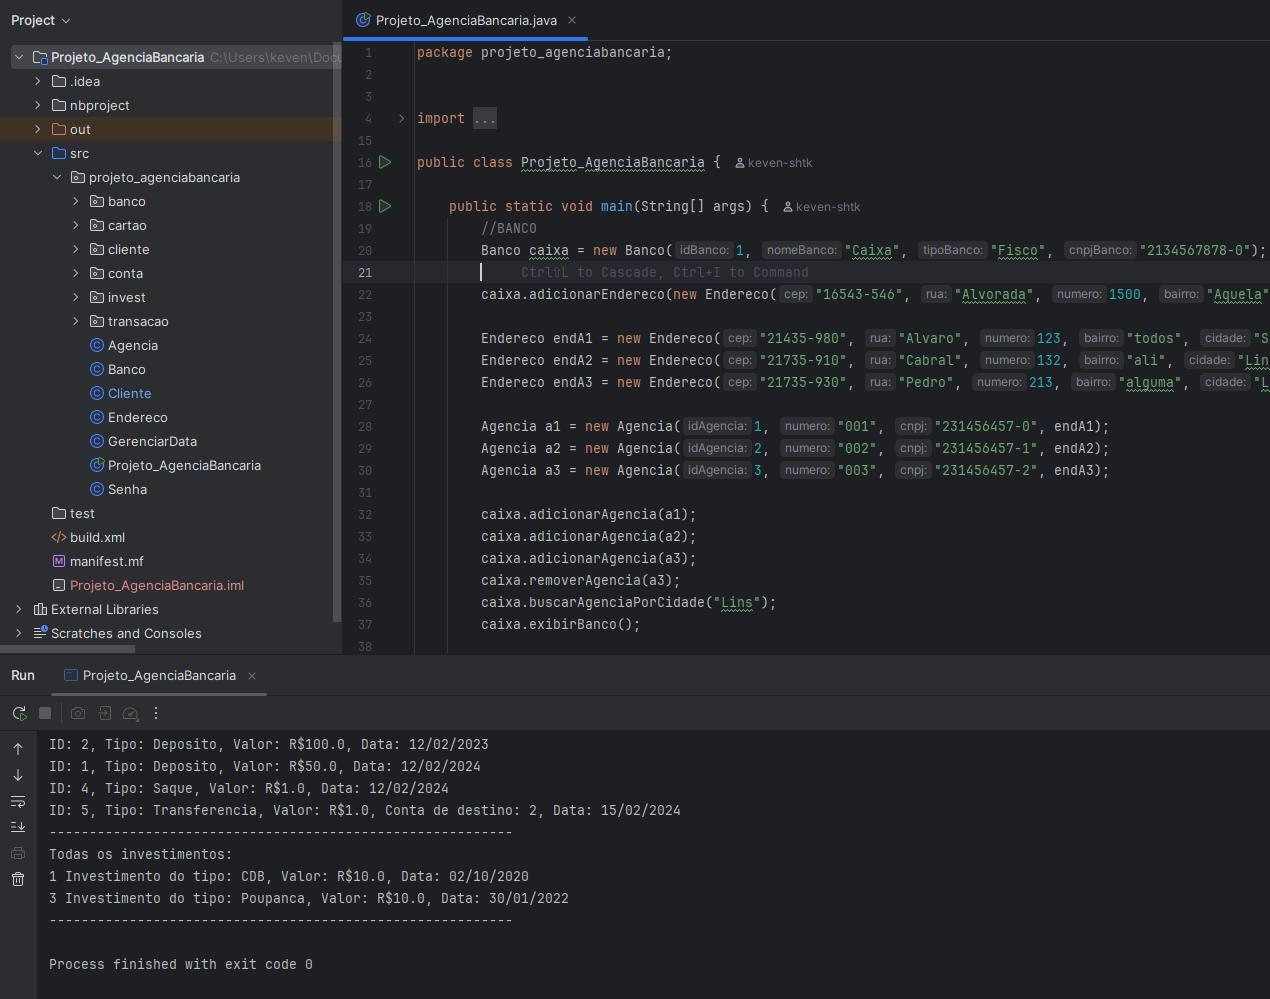 Project
Projeto_AgenciaBancaria C:\Users\keven\Docu
.idea
nbproject
out
src
projeto_agenciabancaria
banco
cartao
cliente
conta
invest
transacao
Agencia
Banco
Cliente
Endereco
GerenciarData
Projeto_AgenciaBancaria
Senha
test
build.xml
manifest.mf
Projeto_AgenciaBancaria.iml
External Libraries
Scratches and Consoles
Projeto_AgenciaBancaria.java
1 package projeto_agenciabancaria;
2
3
4 import ...
15
16 public class Projeto_AgenciaBancaria { keven-shtk
17
18 public static void main(String[] args) { keven-shtk
19 //BANCO
20 Banco caixa = new Banco( idBanco: 1, nomeBanco: "Caixa", tipoBanco: "Fisco", cnpjBanco: "2134567878-0");
21 Ctrl⇧L to Cascade, Ctrl+I to Command
22 caixa.adicionarEndereco(new Endereco( cep: "16543-546", rua: "Alvorada", numero: 1500, bairro: "Aquela"
23
24 Endereco endA1 = new Endereco( cep: "21435-980", rua: "Alvaro", numero: 123, bairro: "todos", cidade: "S
25 Endereco endA2 = new Endereco( cep: "21735-910", rua: "Cabral", numero: 132, bairro: "ali", cidade: "Lin
26 Endereco endA3 = new Endereco( cep: "21735-930", rua: "Pedro", numero: 213, bairro: "alguma", cidade: "L
27
28 Agencia a1 = new Agencia( idAgencia: 1, numero: "001", cnpj: "231456457-0", endA1);
29 Agencia a2 = new Agencia( idAgencia: 2, numero: "002", cnpj: "231456457-1", endA2);
30 Agencia a3 = new Agencia( idAgencia: 3, numero: "003", cnpj: "231456457-2", endA3);
31
32 caixa.adicionarAgencia(a1);
33 caixa.adicionarAgencia(a2);
34 caixa.adicionarAgencia(a3);
35 caixa.removerAgencia(a3);
36 caixa.buscarAgenciaPorCidade("Lins");
37 caixa.exibirBanco();
38
Run Projeto_AgenciaBancaria
ID: 2, Tipo: Deposito, Valor: R$100.0, Data: 12/02/2023
ID: 1, Tipo: Deposito, Valor: R$50.0, Data: 12/02/2024
ID: 4, Tipo: Saque, Valor: R$1.0, Data: 12/02/2024
ID: 5, Tipo: Transferencia, Valor: R$1.0, Conta de destino: 2, Data: 15/02/2024
----------------------------------------------------------
Todas os investimentos:
1 Investimento do tipo: CDB, Valor: R$10.0, Data: 02/10/2020
3 Investimento do tipo: Poupanca, Valor: R$10.0, Data: 30/01/2022
----------------------------------------------------------
Process finished with exit code 0